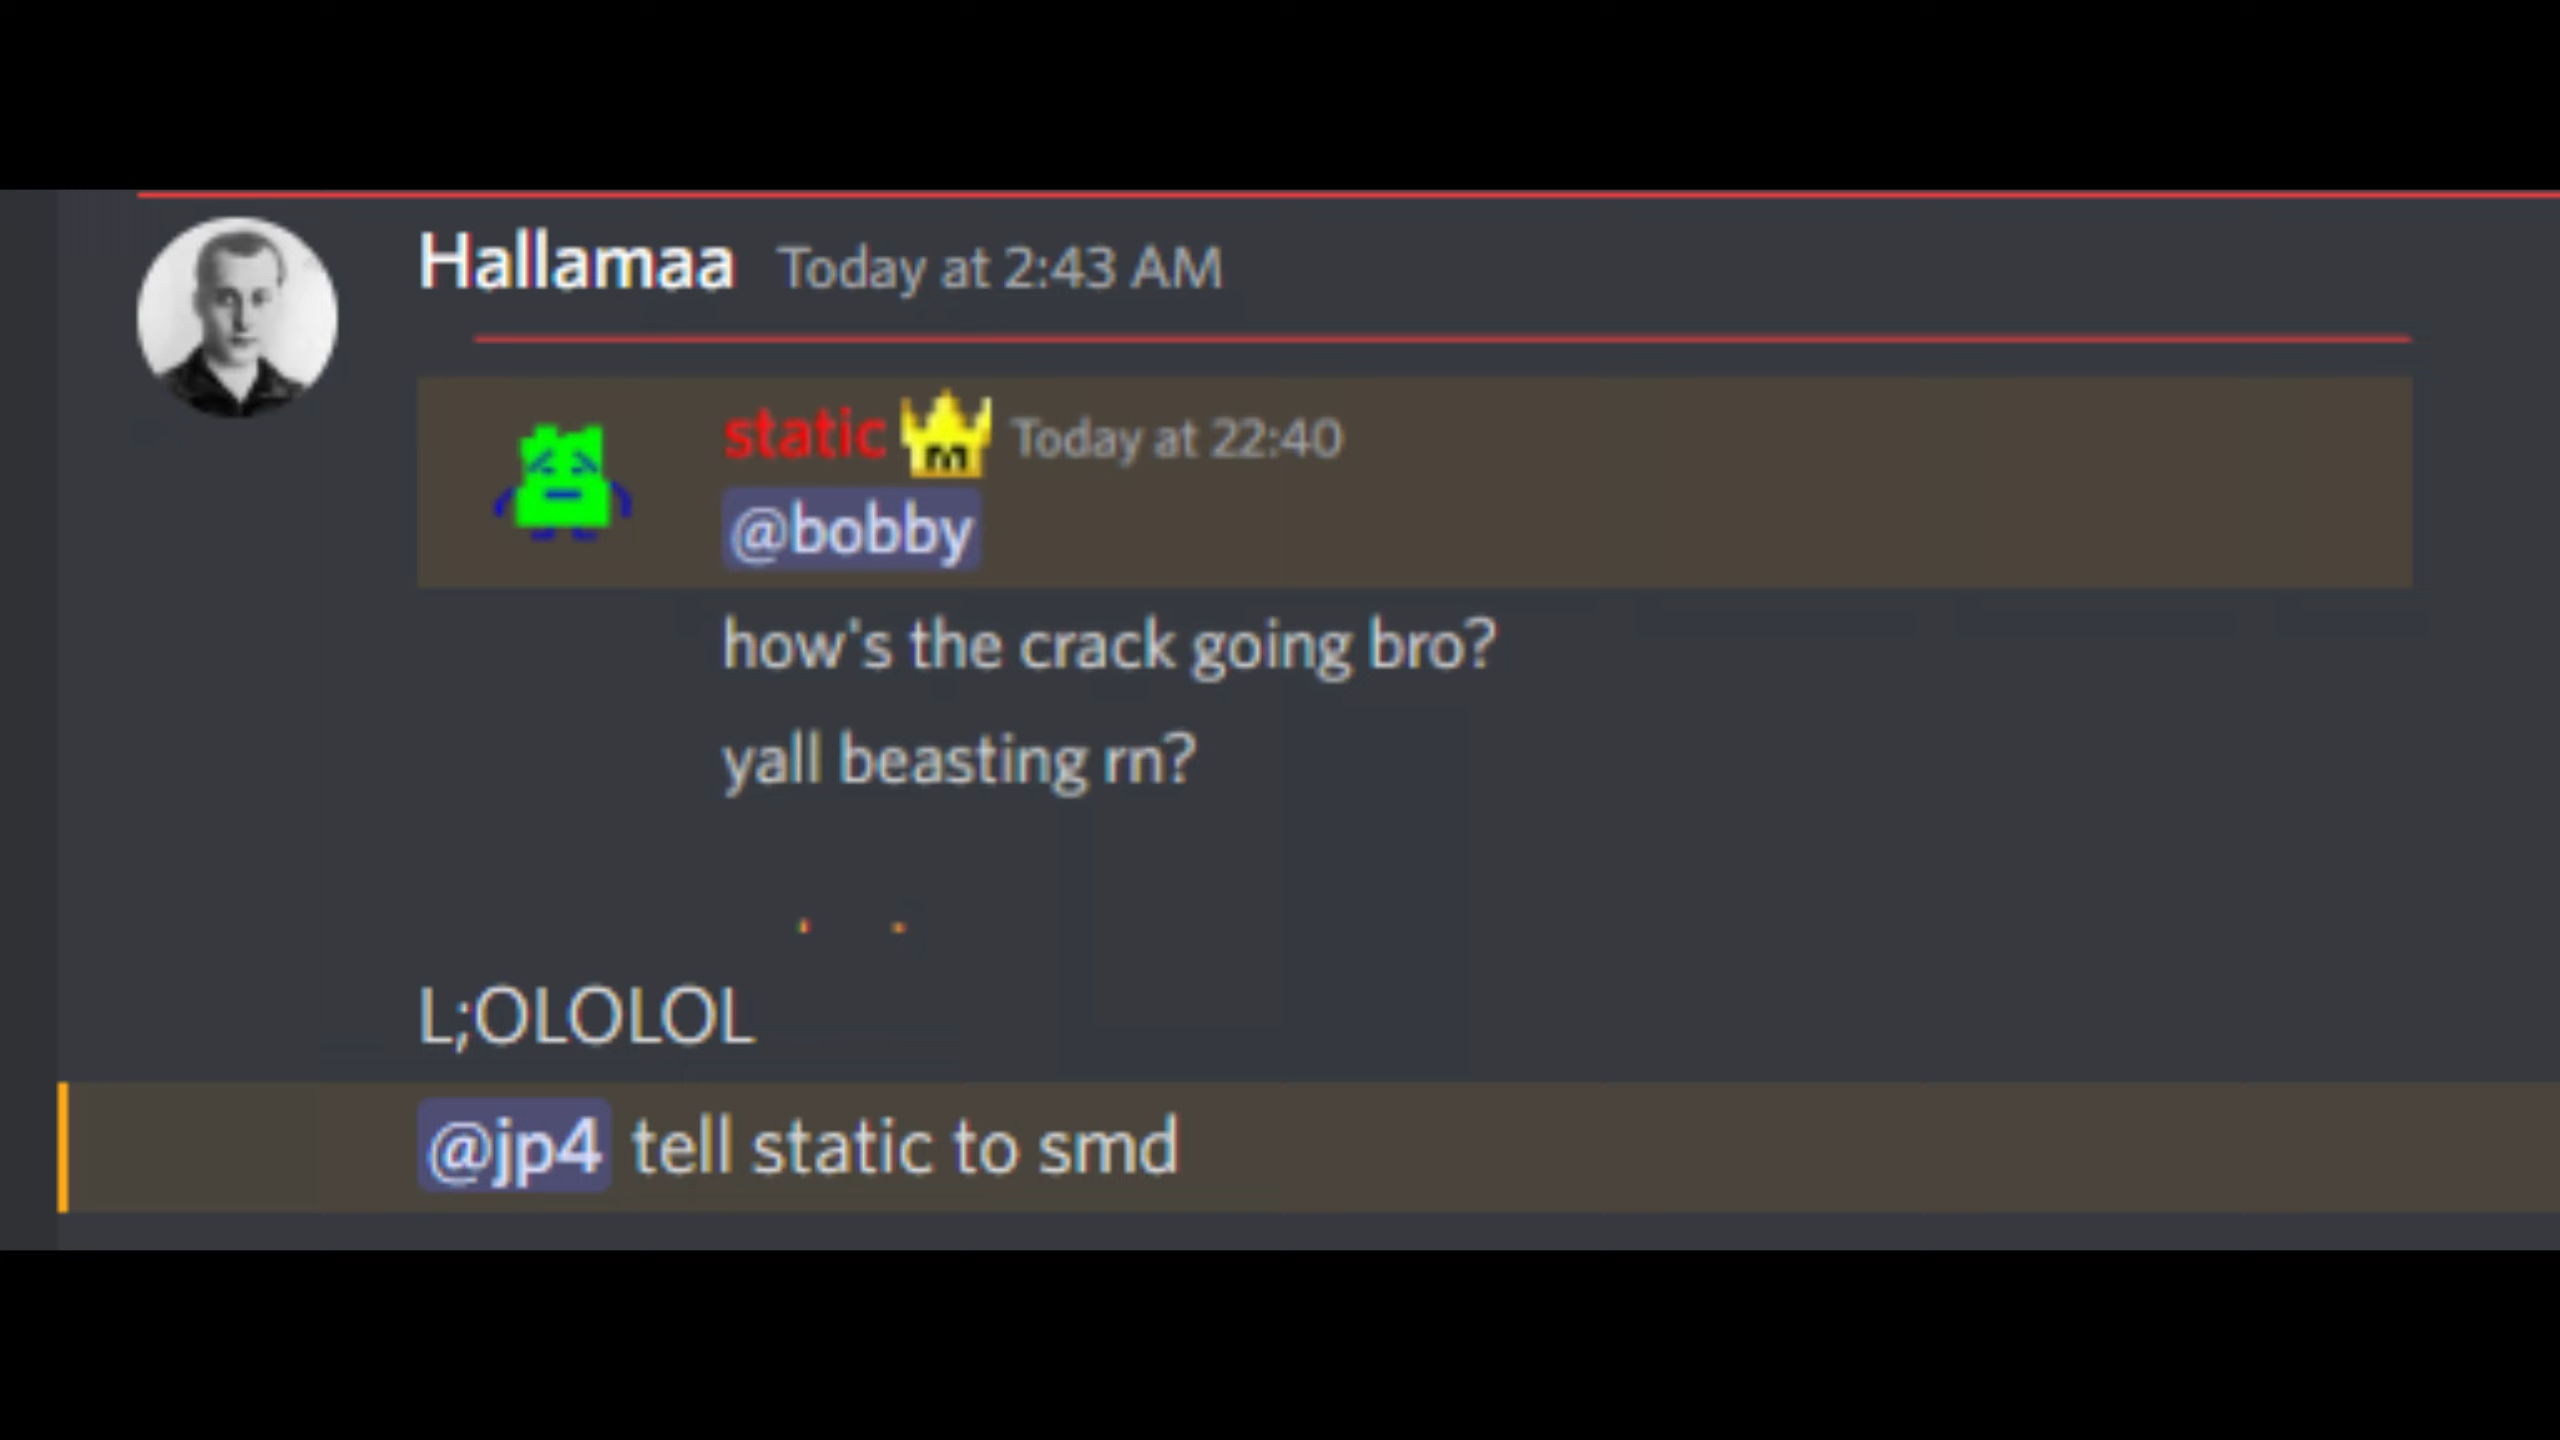 Hallamaa Today at 2:43 AM
static m Today at 22:40
@bobby
how's the crack going bro?
yall beasting rn?
L;OLOLOL
@jp4 tell static to smd